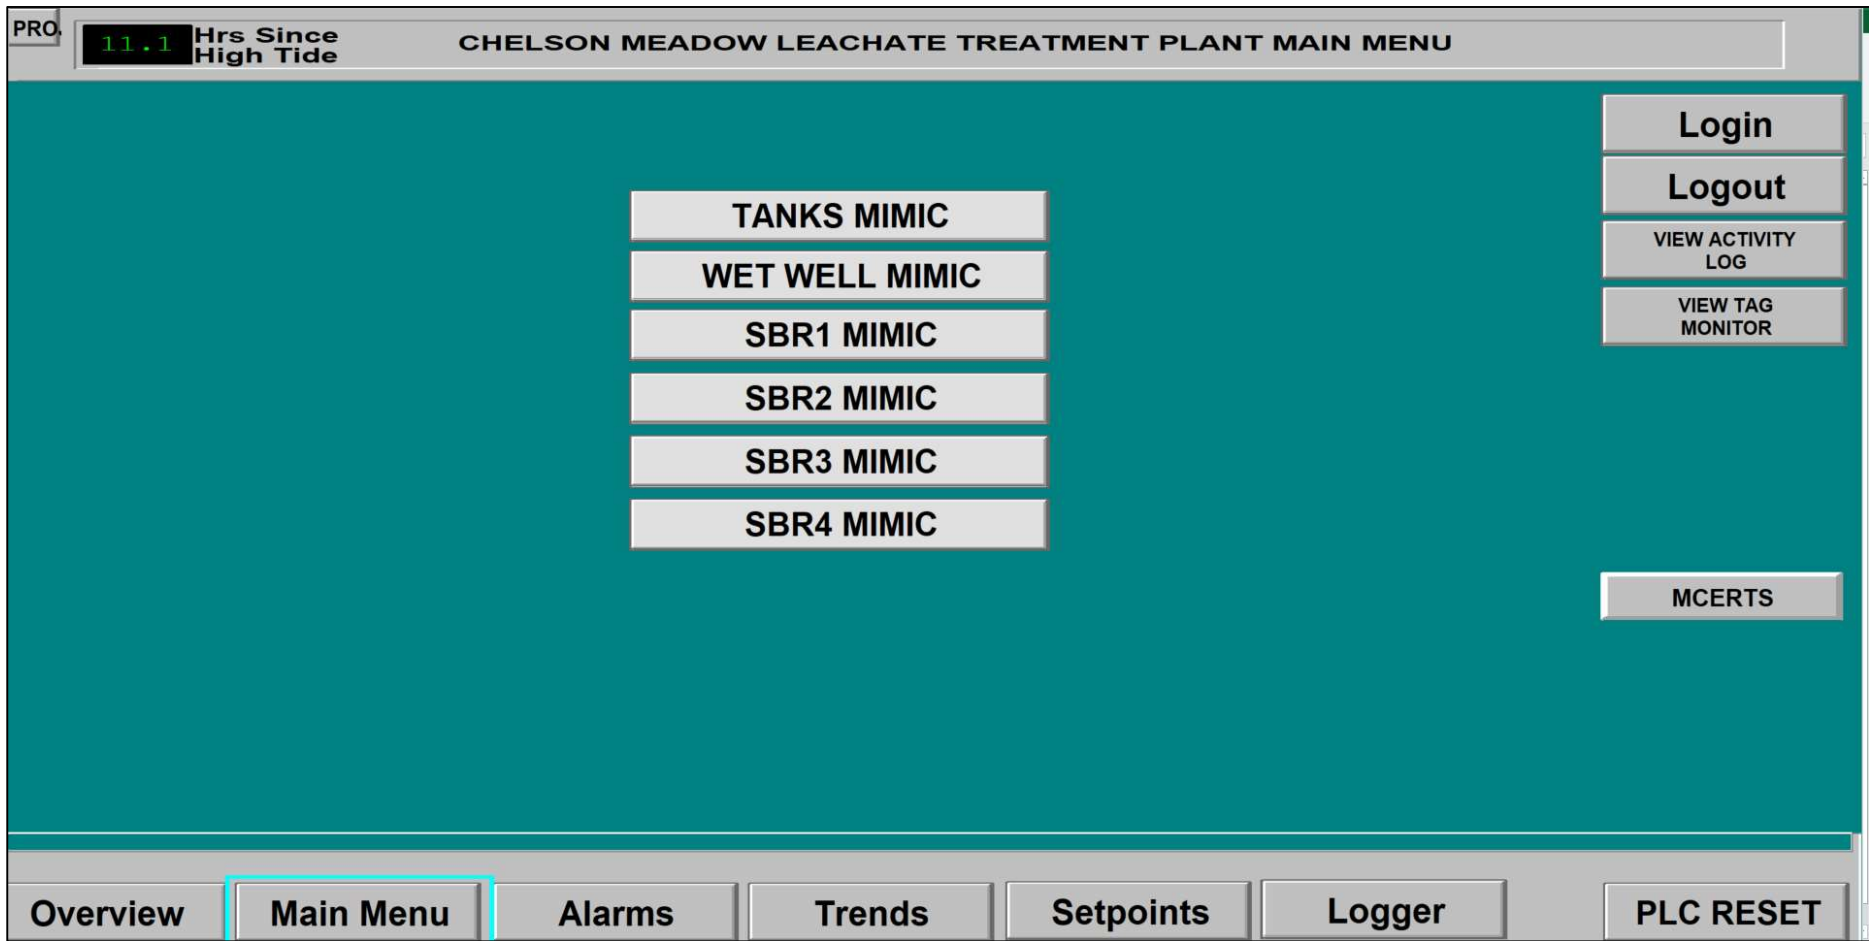 PRO.
11.1 Hrs Since
High Tide
CHELSON MEADOW LEACHATE TREATMENT PLANT MAIN MENU
Login
Logout
VIEW ACTIVITY
LOG
VIEW TAG
MONITOR
TANKS MIMIC
WET WELL MIMIC
SBR1 MIMIC
SBR2 MIMIC
SBR3 MIMIC
SBR4 MIMIC
MCERTS
Overview
Main Menu
Alarms
Trends
Setpoints
Logger
PLC RESET